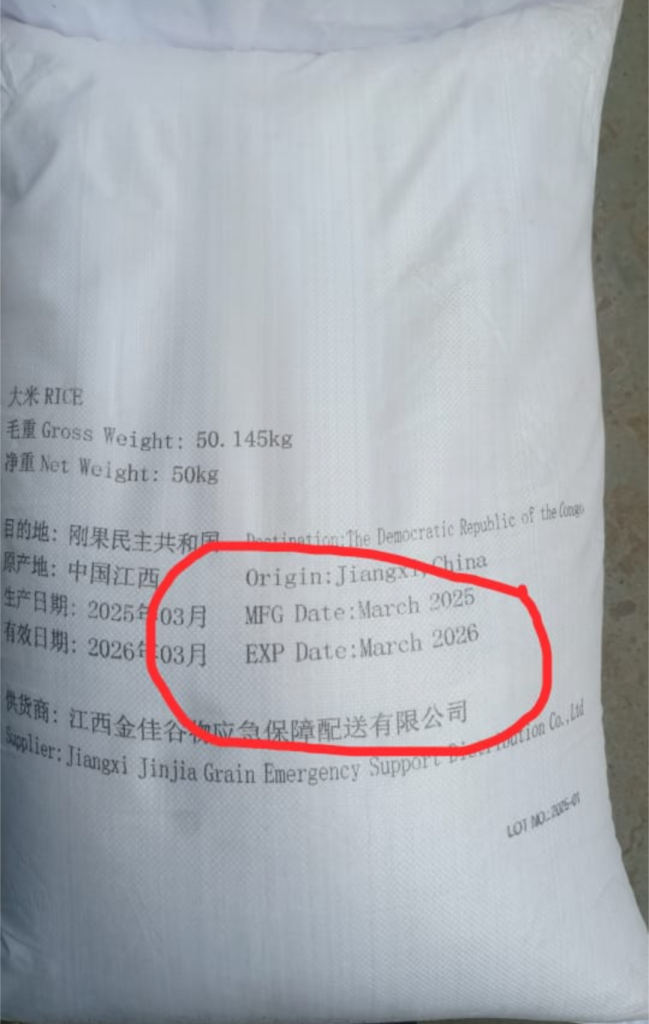 大米 RICE
毛重 Gross Weight: 50.145kg
净重 Net Weight: 50kg
目的地: 刚果民主共和国 Destination:The Democratic Republic of the Congo
原产地: 中国江西 Origin:Jiangxi,China
生产日期: 2025年03月 MFG Date:March 2025
有效日期: 2026年03月 EXP Date:March 2026
供货商: 江西金佳谷物应急保障配送有限公司
Supplier:Jiangxi Jinjia Grain Emergency Support Distribution Co.,Ltd
LOT NO.: